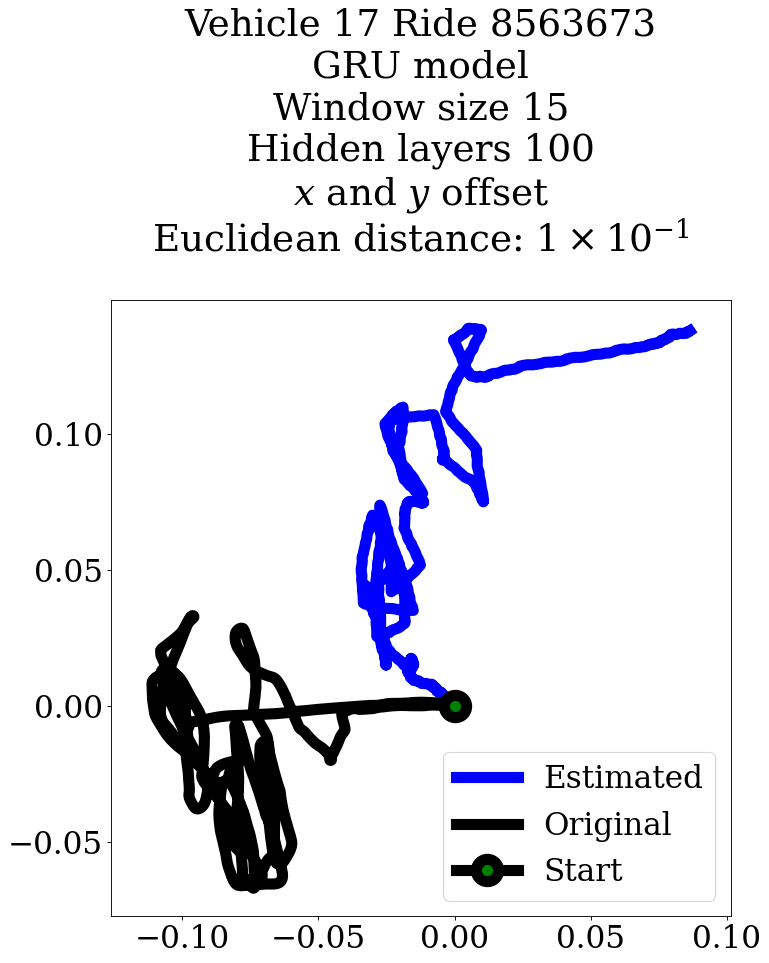 Vehicle 17 Ride 8563673
GRU model
Window size 15
Hidden layers 100
x and y offset
Euclidean distance: 1 × 10⁻¹
0.10
0.05
0.00
−0.05
Estimated
Original
Start
−0.10 −0.05 0.00 0.05 0.10